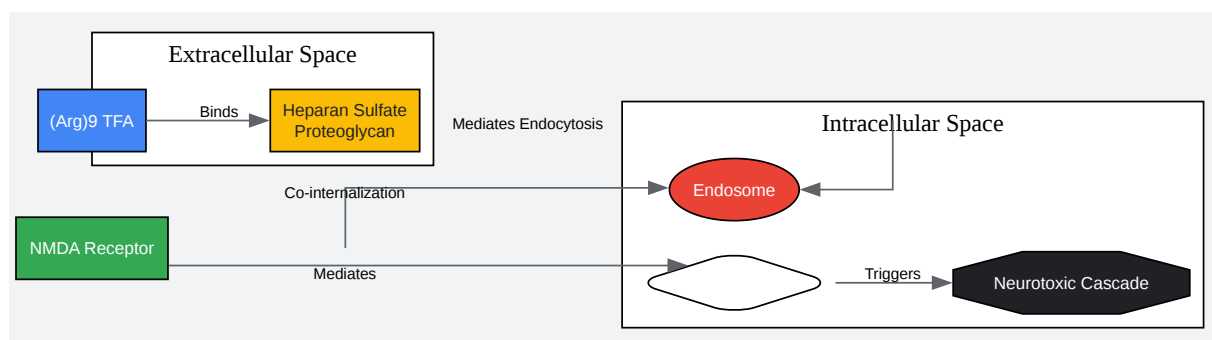 Extracellular Space
(Arg)9 TFA
Binds
Heparan Sulfate
Proteoglycan
Mediates Endocytosis
Intracellular Space
Co-internalization
Endosome
NMDA Receptor
Mediates
Triggers
Neurotoxic Cascade